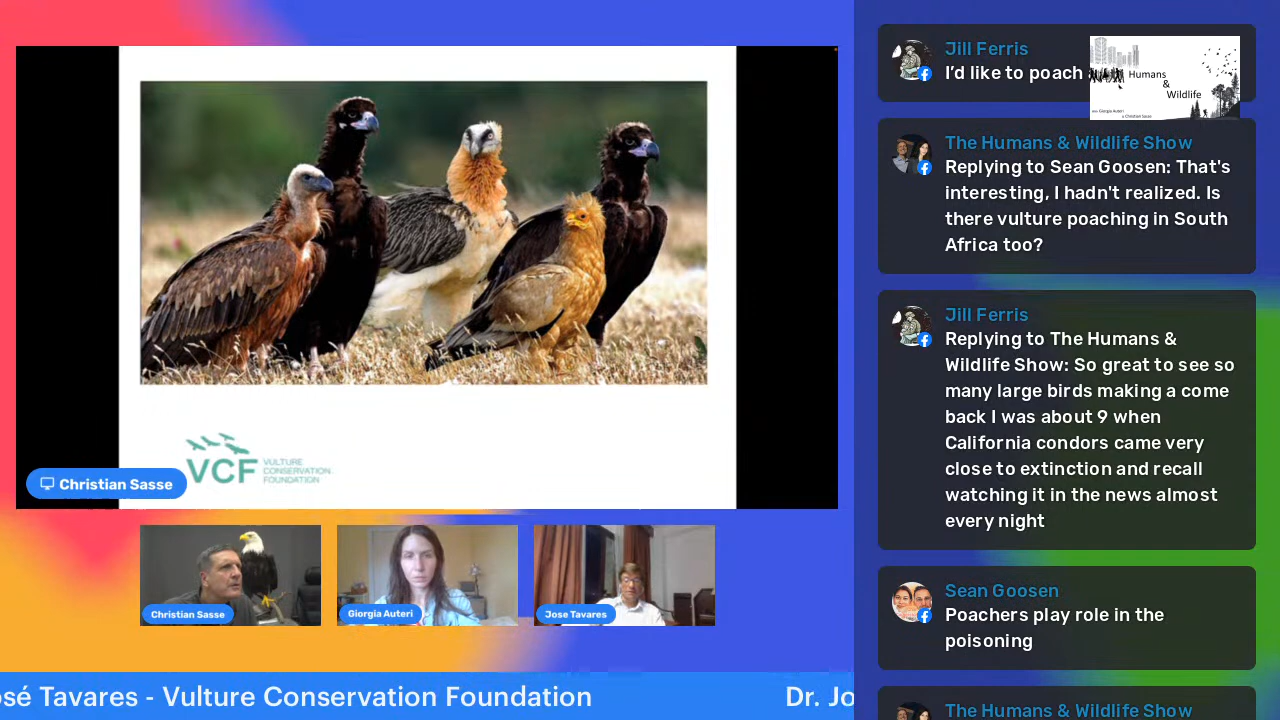 VCF
VULTURE
CONSERVATION
FOUNDATION
Christian Sasse
Christian Sasse
Giorgia Auteri
Jose Tavares
osé Tavares - Vulture Conservation Foundation
Dr. Jo
Jill Ferris
I'd like to poach
Humans
&
Wildlife
Giorgia Auteri
& Christian Sasse
The Humans & Wildlife Show
Replying to Sean Goosen: That's
interesting, I hadn't realized. Is
there vulture poaching in South
Africa too?
Jill Ferris
Replying to The Humans &
Wildlife Show: So great to see so
many large birds making a come
back I was about 9 when
California condors came very
close to extinction and recall
watching it in the news almost
every night
Sean Goosen
Poachers play role in the
poisoning
The Humans & Wildlife Show